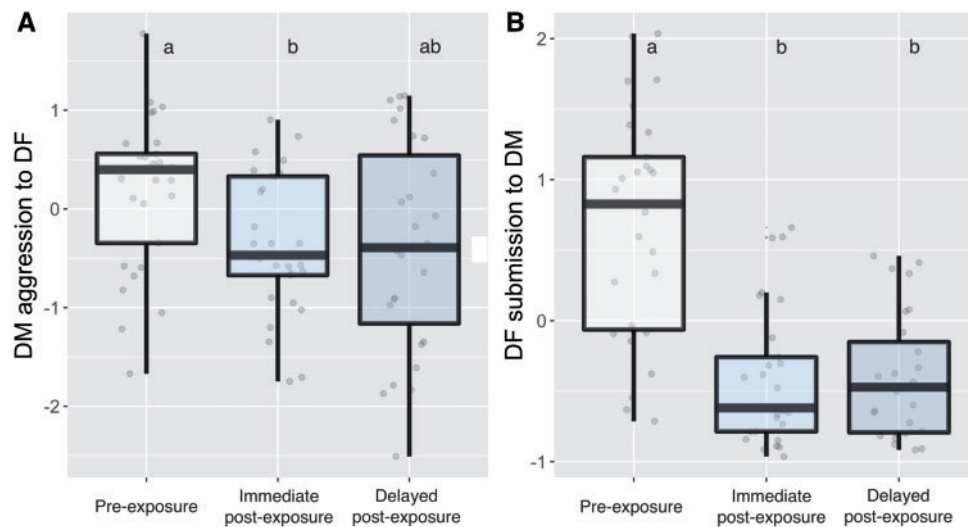 A
DM aggression to DF
1
0
-1
-2
a
b
ab
Pre-exposure
Immediate
post-exposure
Delayed
post-exposure
B
DF submission to DM
2
1
0
-1
a
b
b
Pre-exposure
Immediate
post-exposure
Delayed
post-exposure